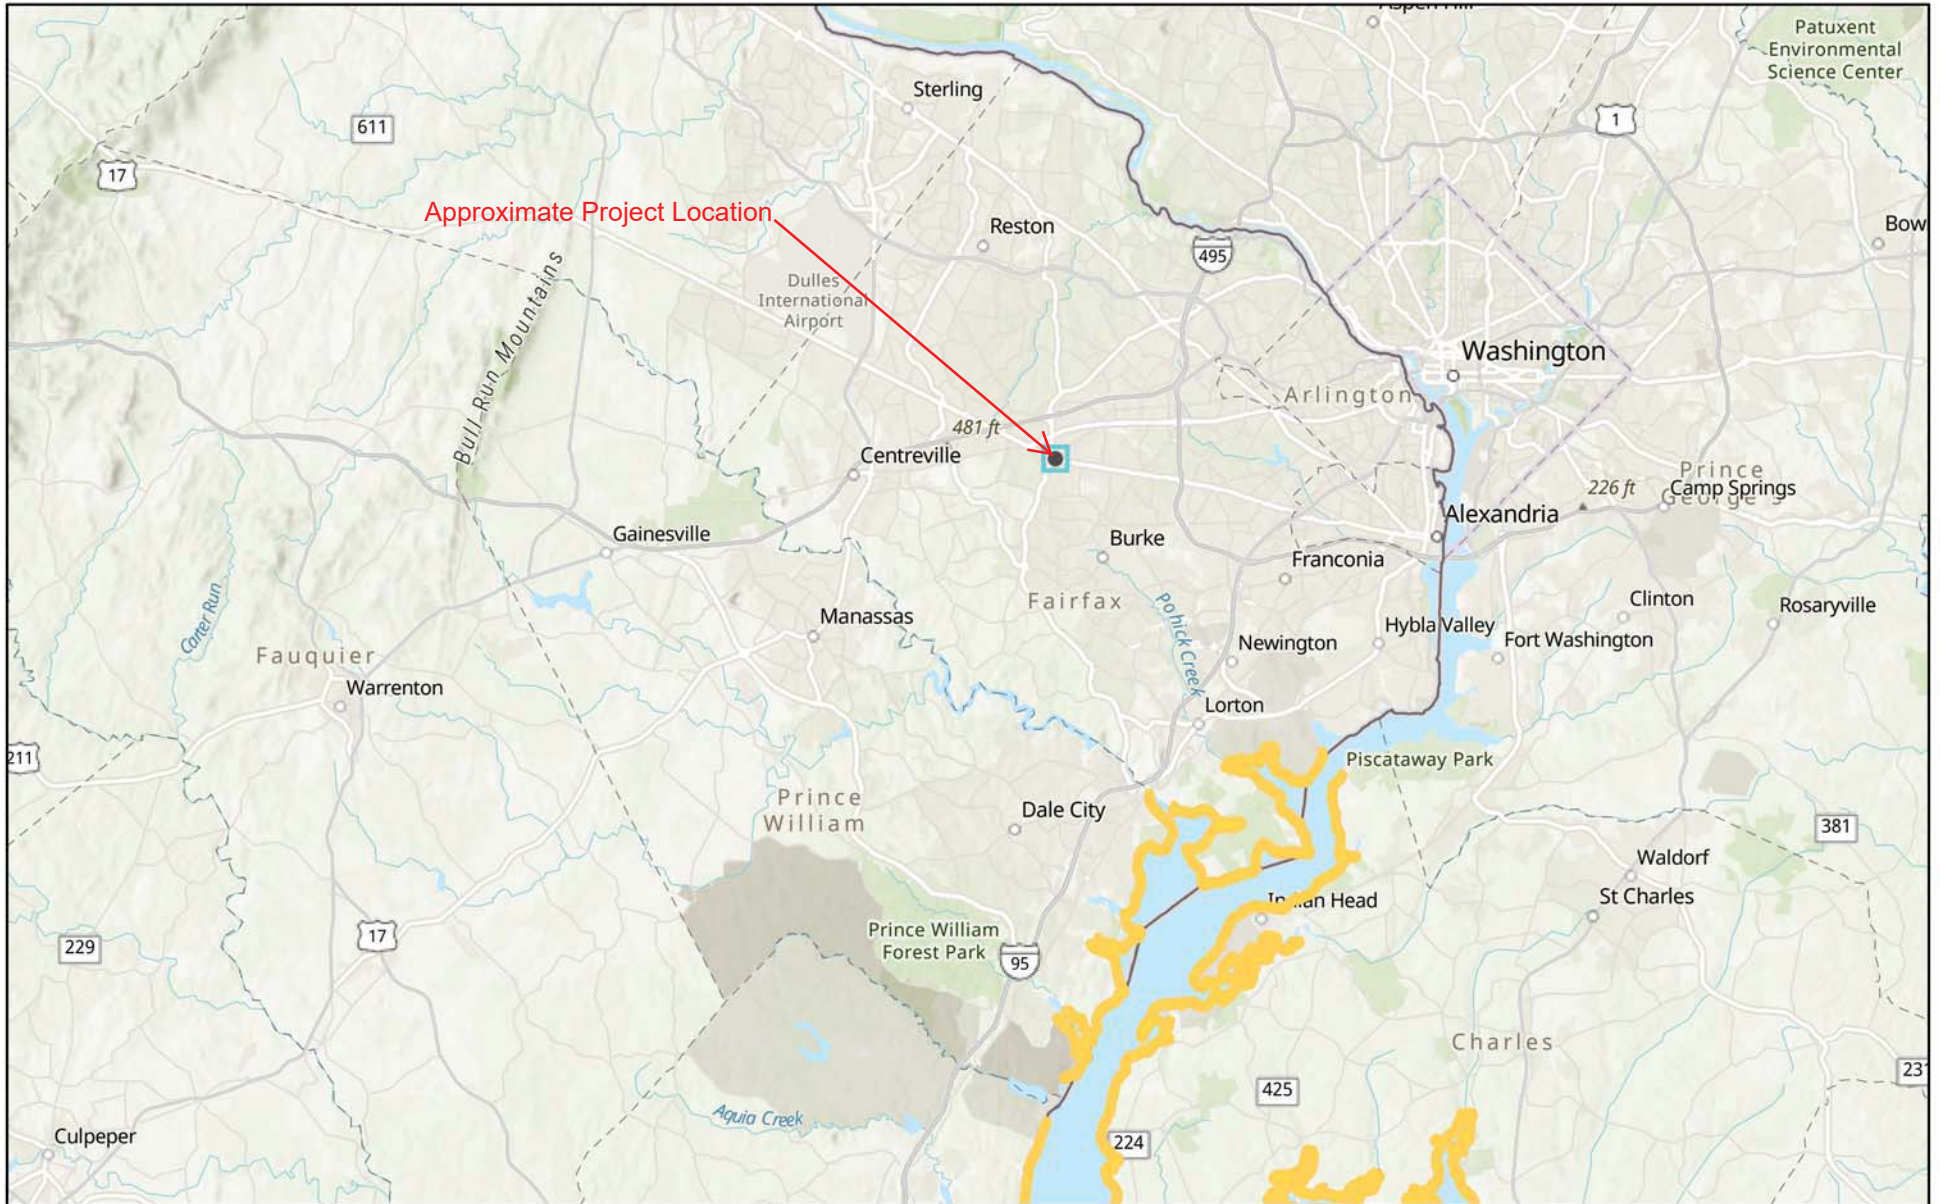 Patuxent
Environmental
Science Center
Sterling
611
1
17
Approximate Project Location
Reston
Bow
495
Dulles
International
Airport
Bull Run Mountains
Washington
Arlington
481 ft
Centreville
Prince
George's
226 ft
Camp Springs
Alexandria
Gainesville
Burke
Franconia
Carter Run
Fairfax
Pohick Creek
Clinton
Rosaryville
Manassas
Hybla Valley
Newington
Fort Washington
Fauquier
Warrenton
Lorton
211
Piscataway Park
Prince
William
Dale City
381
Waldorf
St Charles
Indian Head
Prince William
Forest Park
17
229
95
Charles
425
231
Aquia Creek
Culpeper
224